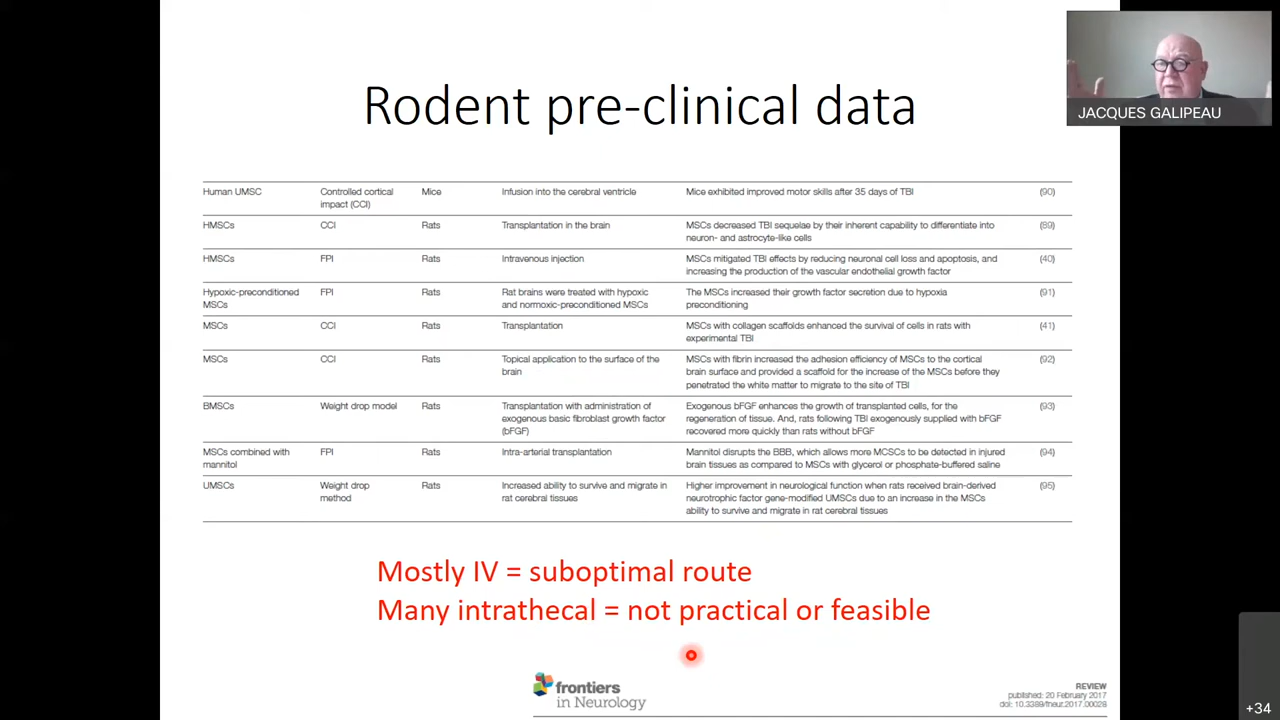 JACQUES GALIPEAU
Rodent pre-clinical data
Human UMSC Controlled cortical impact (CCI) Mice Infusion into the cerebral ventricle Mice exhibited improved motor skills after 35 days of TBI (90)
HMSCs CCI Rats Transplantation in the brain MSCs decreased TBI sequelae by their inherent capability to differentiate into
neuron- and astrocyte-like cells (89)
HMSCs FPI Rats Intravenous injection MSCs mitigated TBI effects by reducing neuronal cell loss and apoptosis, and
increasing the production of the vascular endothelial growth factor (40)
Hypoxic-preconditioned
MSCs FPI Rats Rat brains were treated with hypoxic
and normoxic-preconditioned MSCs The MSCs increased their growth factor secretion due to hypoxia
preconditioning (91)
MSCs CCI Rats Transplantation MSCs with collagen scaffolds enhanced the survival of cells in rats with
experimental TBI (41)
MSCs CCI Rats Topical application to the surface of the
brain MSCs with fibrin increased the adhesion efficiency of MSCs to the cortical
brain surface and provided a scaffold for the increase of the MSCs before they
penetrated the white matter to migrate to the site of TBI (92)
BMSCs Weight drop model Rats Transplantation with administration of
exogenous basic fibroblast growth factor
(bFGF) Exogenous bFGF enhances the growth of transplanted cells, for the
regeneration of tissue. And, rats following TBI exogenously supplied with bFGF
recovered more quickly than rats without bFGF (93)
MSCs combined with
mannitol FPI Rats Intra-arterial transplantation Mannitol disrupts the BBB, which allows more MCSCs to be detected in injured
brain tissues as compared to MSCs with glycerol or phosphate-buffered saline (94)
UMSCs Weight drop
method Rats Increased ability to survive and migrate in
rat cerebral tissues Higher improvement in neurological function when rats received brain-derived
neurotrophic factor gene-modified UMSCs due to an increase in the MSCs
ability to survive and migrate in rat cerebral tissues (95)
Mostly IV = suboptimal route
Many intrathecal = not practical or feasible
frontiers
in Neurology
REVIEW
published: 20 February 2017
doi: 10.3389/fneur.2017.00028
+34